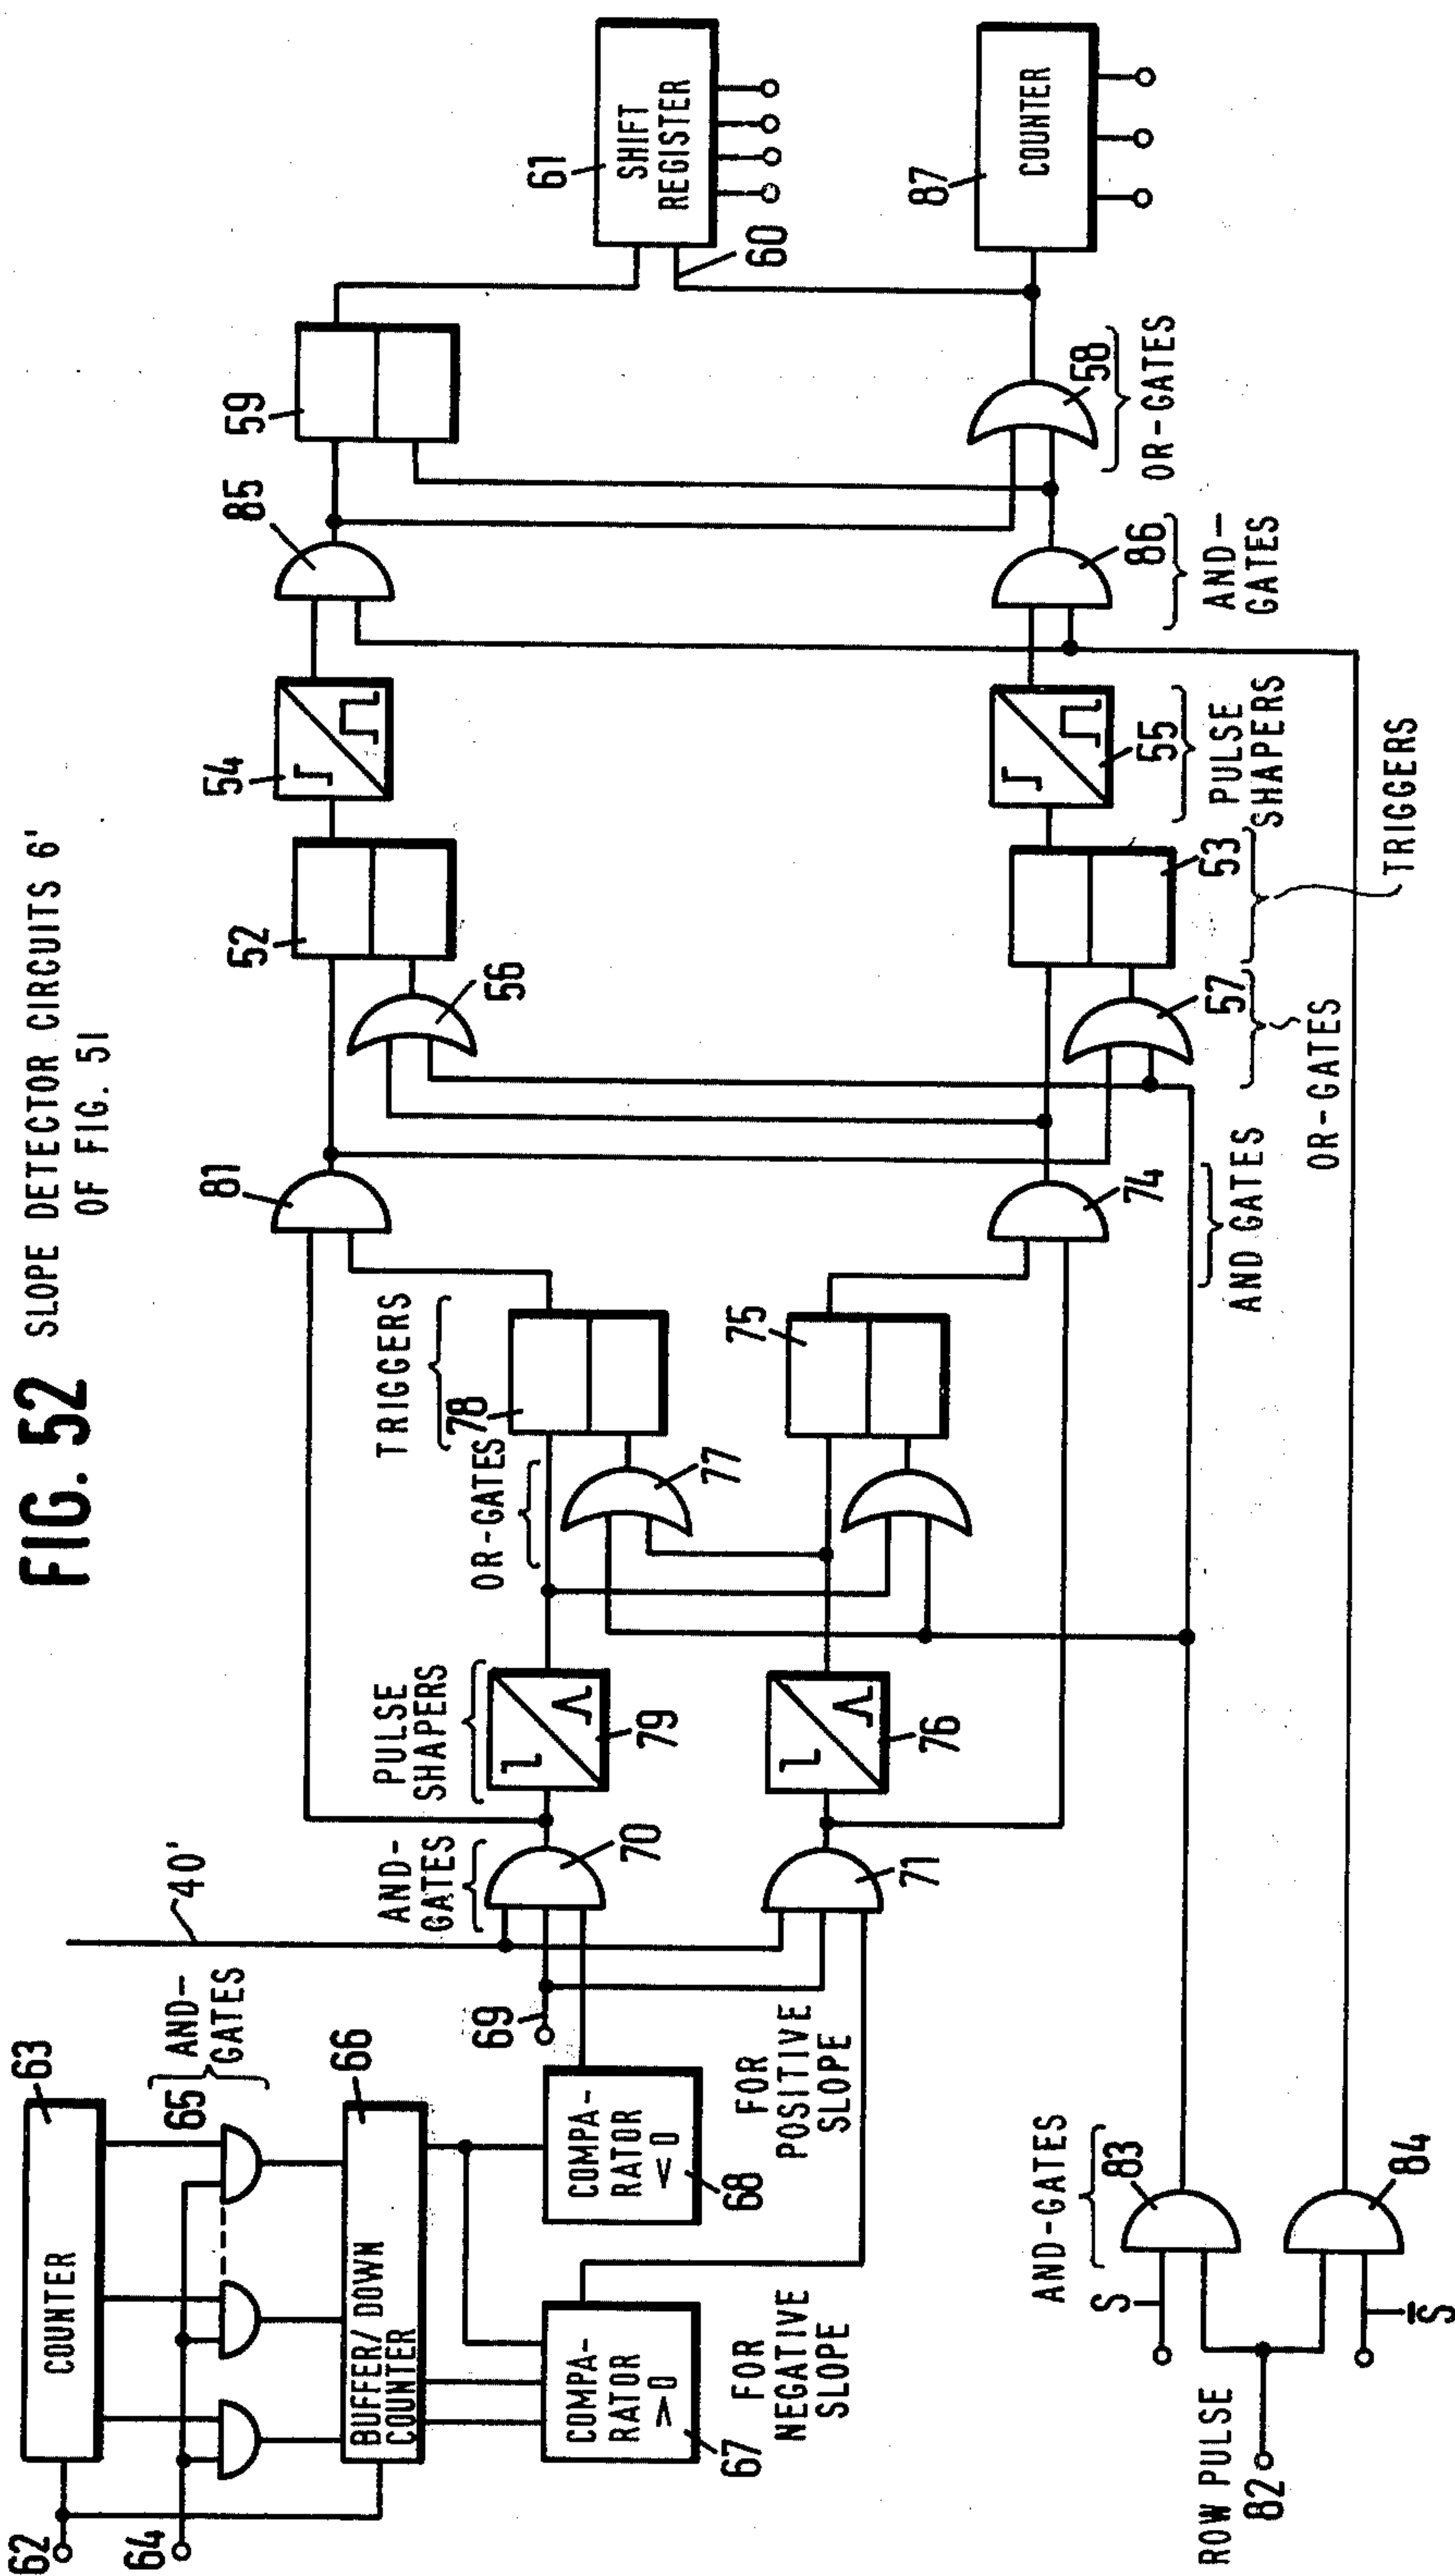 FIG. 52 SLOPE DETECTOR CIRCUITS 6'
OF FIG. 51
62
63
COUNTER
64
65
AND-
GATES
66
BUFFER/DOWN
COUNTER
COMPA-
RATOR
>0
67
FOR
NEGATIVE
SLOPE
COMPA-
RATOR
<0
68
FOR
POSITIVE
SLOPE
69
40'
AND-
GATES
70
71
PULSE
SHAPERS
79
76
OR-GATES
77
TRIGGERS
78
75
81
74
AND GATES
56
57
OR-GATES
52
53
TRIGGERS
54
55
PULSE
SHAPERS
85
86
AND-
GATES
59
58
OR-GATES
60
61
SHIFT
REGISTER
87
COUNTER
ROW PULSE
82
S
S̅
AND-GATES
83
84